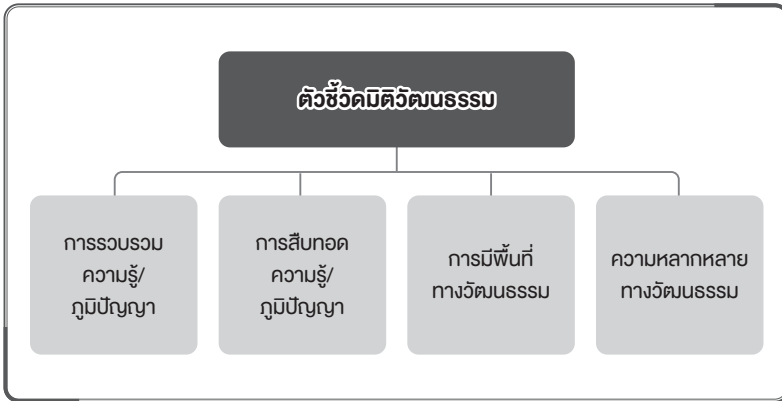 ตัวชี้วัดมิติวัฒนธรรม
การรวบรวม
ความรู้/
ภูมิปัญญา
การสืบทอด
ความรู้/
ภูมิปัญญา
การมีพื้นที่
ทางวัฒนธรรม
ความหลากหลาย
ทางวัฒนธรรม